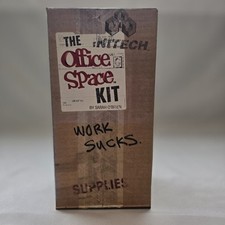 INITECH
THE
Office
Space
KIT
WORK
SUCKS.
SUPPLIES